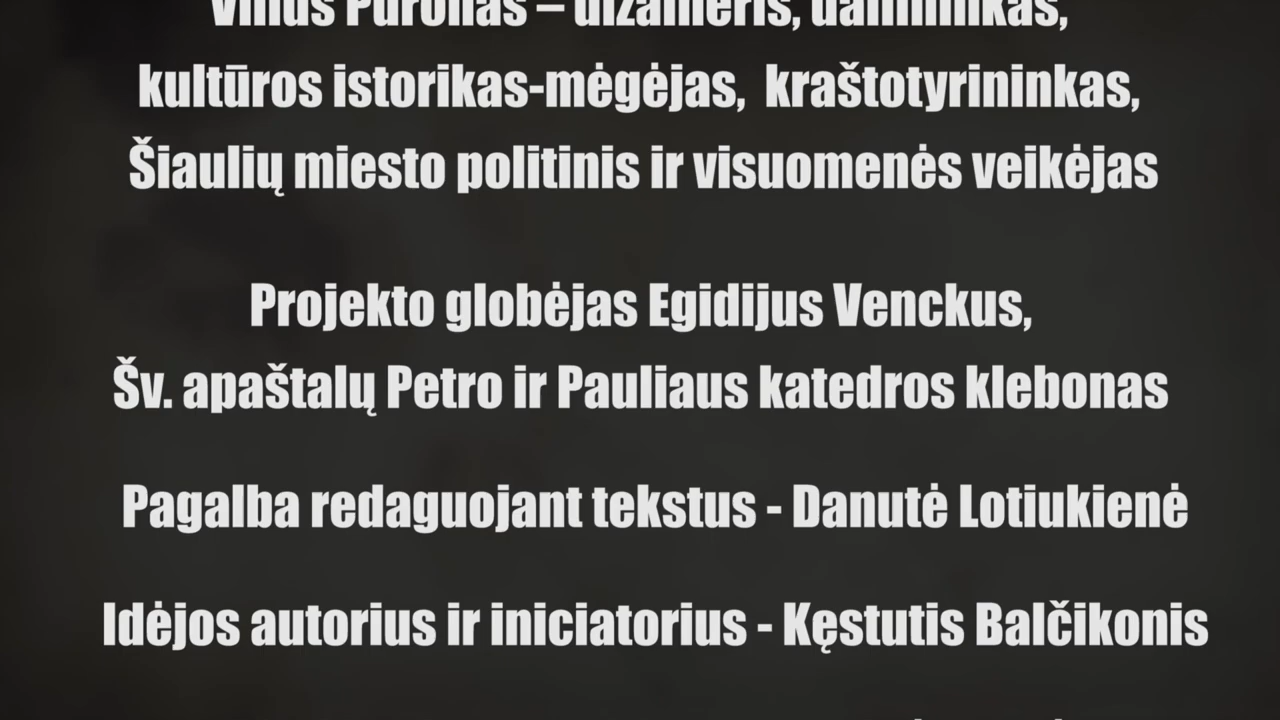 Vilius Puronas – dizaineris, dailininkas,
kultūros istorikas-mėgėjas, kraštotyrininkas,
Šiaulių miesto politinis ir visuomenės veikėjas
Projekto globėjas Egidijus Venckus,
Šv. apaštalų Petro ir Pauliaus katedros klebonas
Pagalba redaguojant tekstus - Danutė Lotiukienė
Idėjos autorius ir iniciatorius - Kęstutis Balčikonis